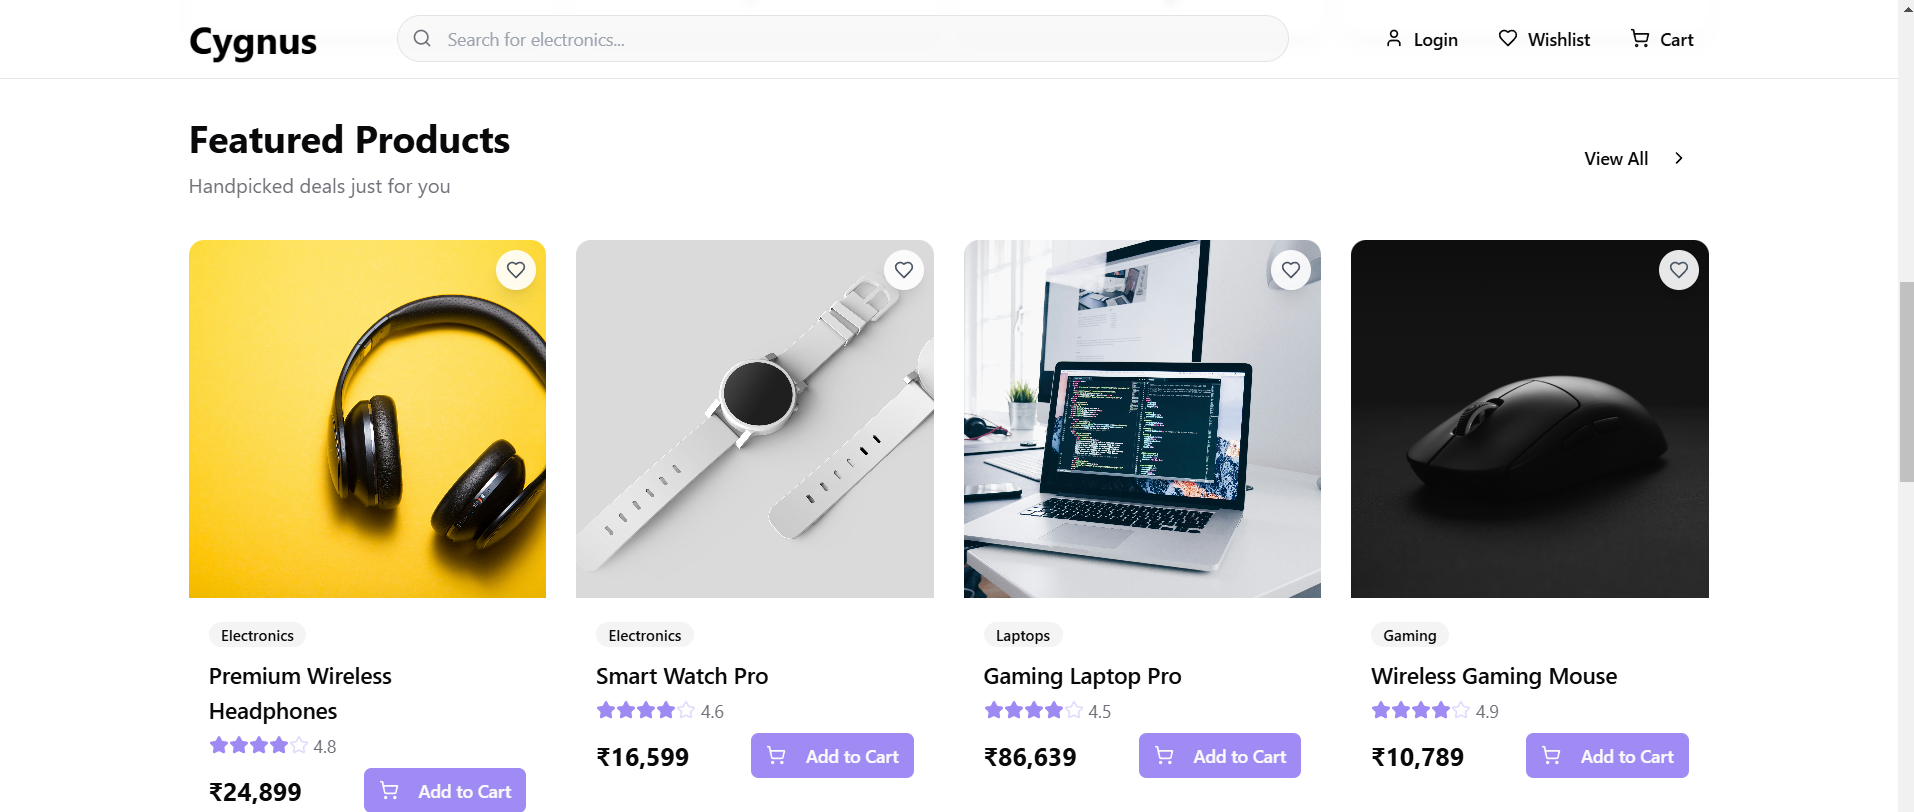 Cygnus
Search for electronics...
Login
Wishlist
Cart
Featured Products
Handpicked deals just for you
View All
Electronics
Premium Wireless
Headphones
4.8
₹24,899
Add to Cart
Electronics
Smart Watch Pro
4.6
₹16,599
Add to Cart
Laptops
Gaming Laptop Pro
4.5
₹86,639
Add to Cart
Gaming
Wireless Gaming Mouse
4.9
₹10,789
Add to Cart